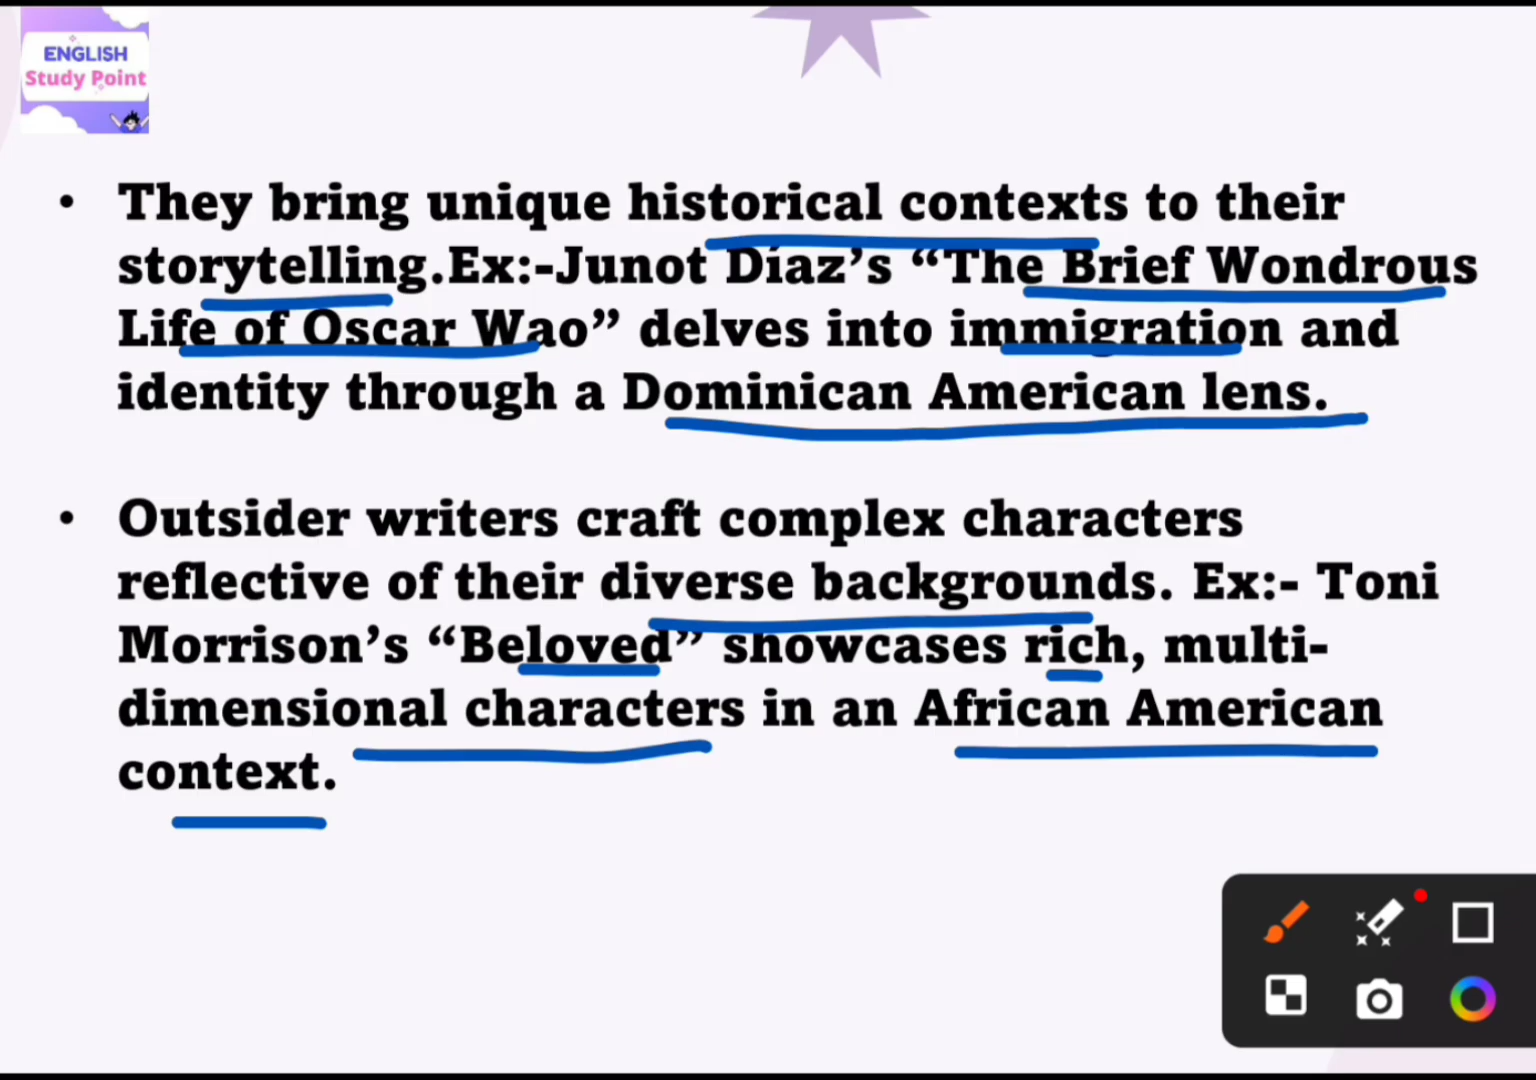 ENGLISH
Study Point
• They bring unique historical contexts to their
storytelling.Ex:-Junot Díaz’s “The Brief Wondrous
Life of Oscar Wao” delves into immigration and
identity through a Dominican American lens.
• Outsider writers craft complex characters
reflective of their diverse backgrounds. Ex:- Toni
Morrison’s “Beloved” showcases rich, multi-
dimensional characters in an African American
context.